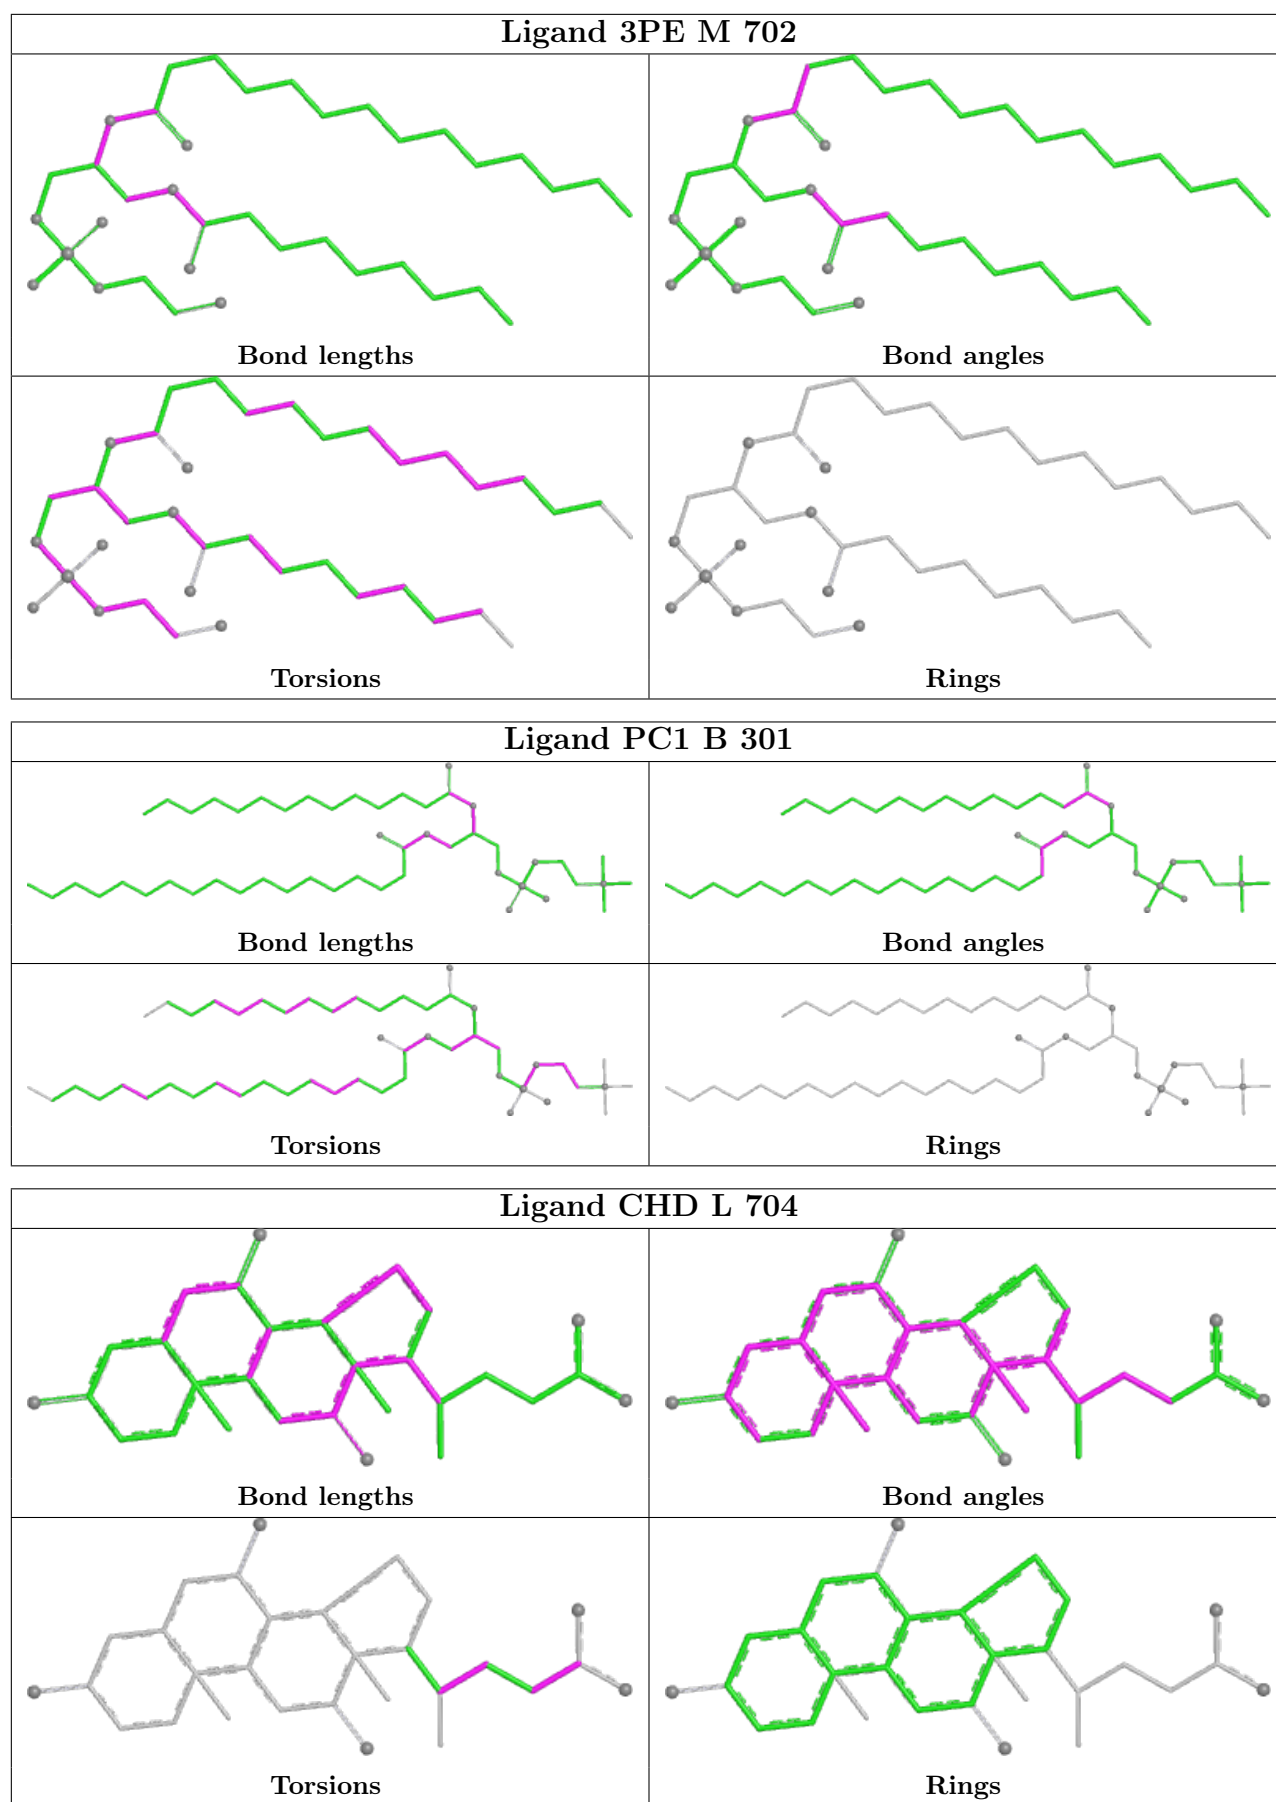 Ligand 3PE M 702
Bond lengths
Bond angles
Torsions
Rings
Ligand PC1 B 301
Bond lengths
Bond angles
Torsions
Rings
Ligand CHD L 704
Bond lengths
Bond angles
Torsions
Rings